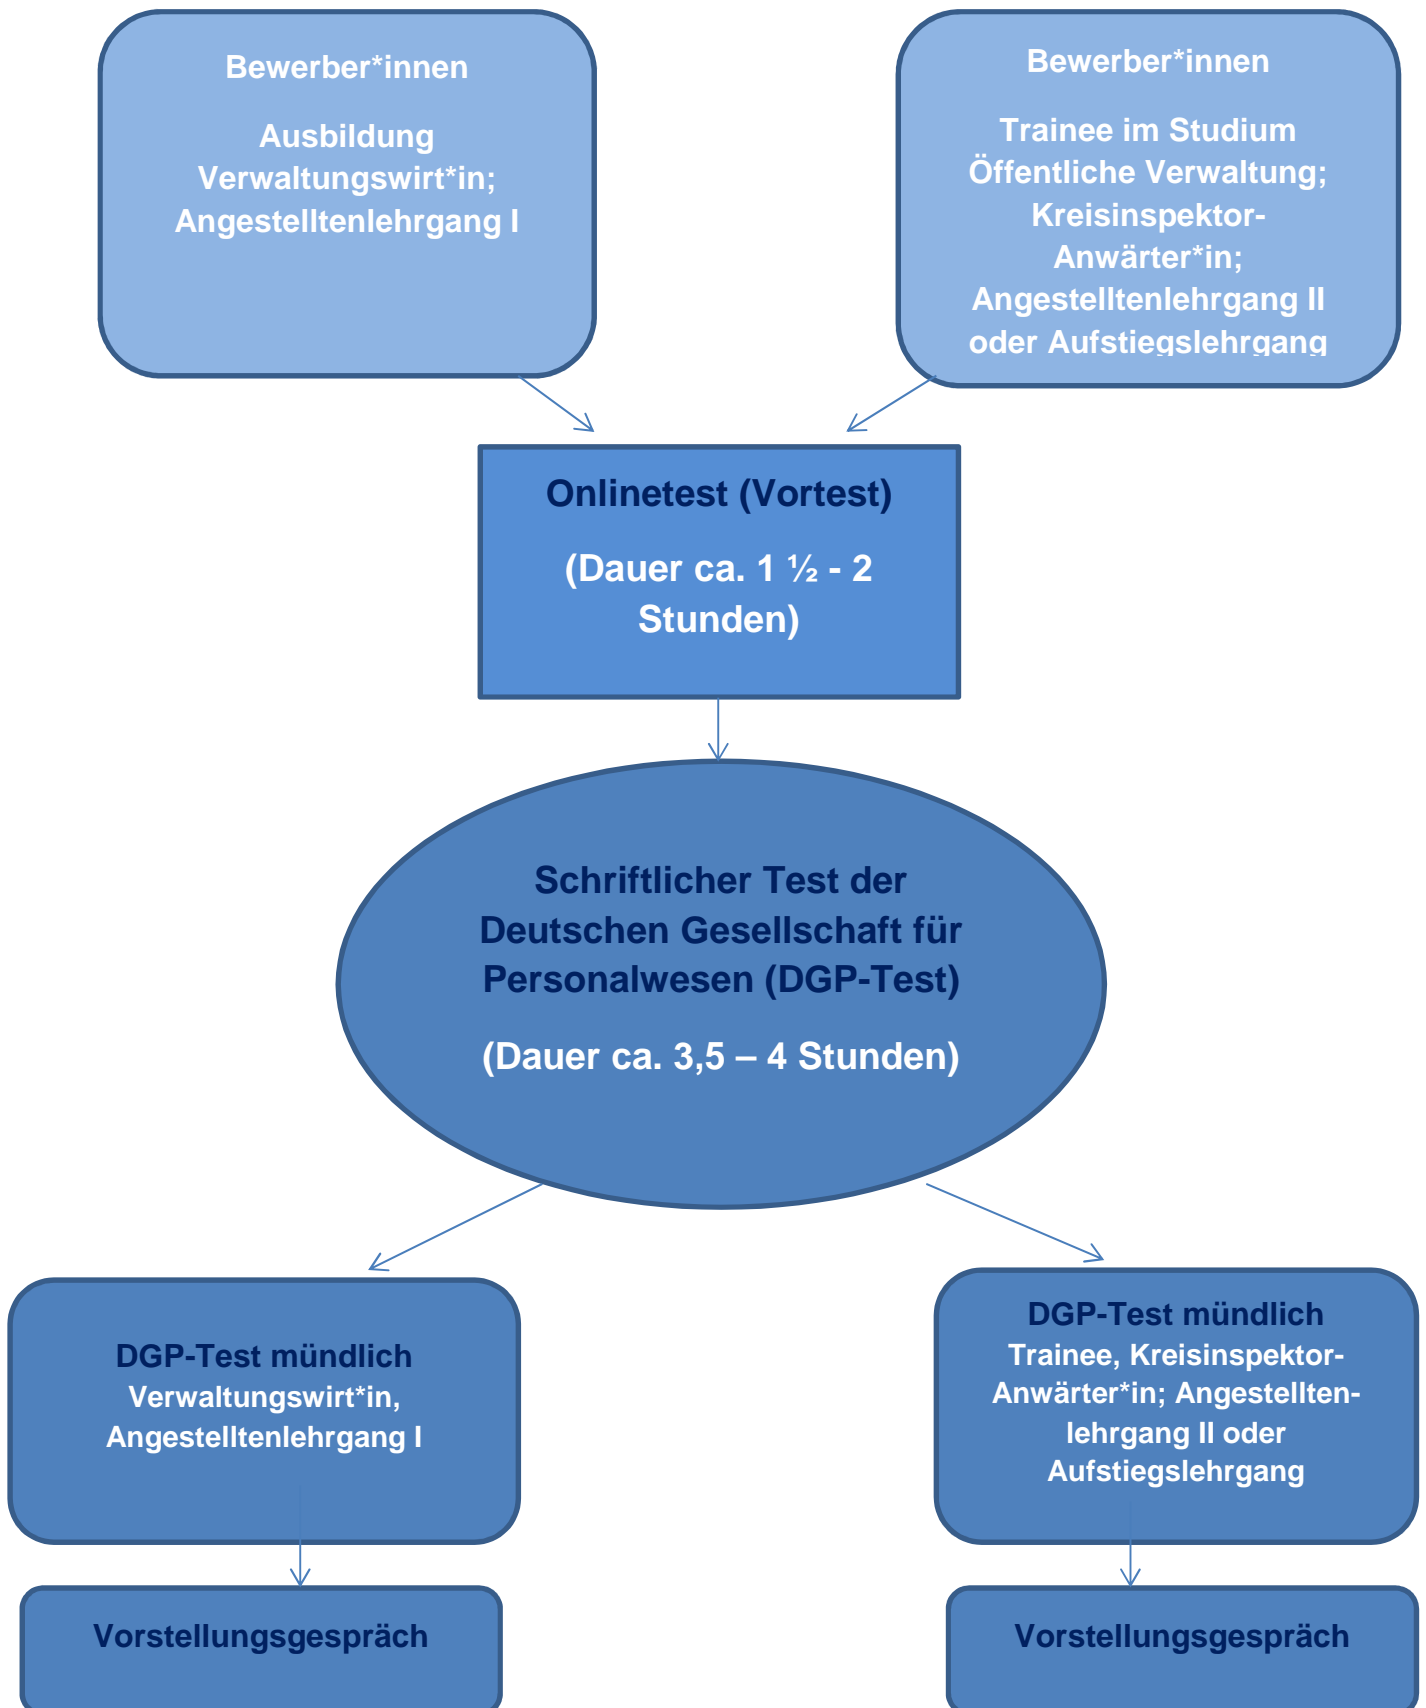 Bewerber*innen
Ausbildung
Verwaltungswirt*in;
Angestelltenlehrgang I
Bewerber*innen
Trainee im Studium
Öffentliche Verwaltung;
Kreisinspektor-
Anwärter*in;
Angestelltenlehrgang II
oder Aufstiegslehrgang
Onlinetest (Vortest)
(Dauer ca. 1 ½ - 2
Stunden)
Schriftlicher Test der
Deutschen Gesellschaft für
Personalwesen (DGP-Test)
(Dauer ca. 3,5 – 4 Stunden)
DGP-Test mündlich
Verwaltungswirt*in,
Angestelltenlehrgang I
DGP-Test mündlich
Trainee, Kreisinspektor-
Anwärter*in; Angestellten-
lehrgang II oder
Aufstiegslehrgang
Vorstellungsgespräch
Vorstellungsgespräch